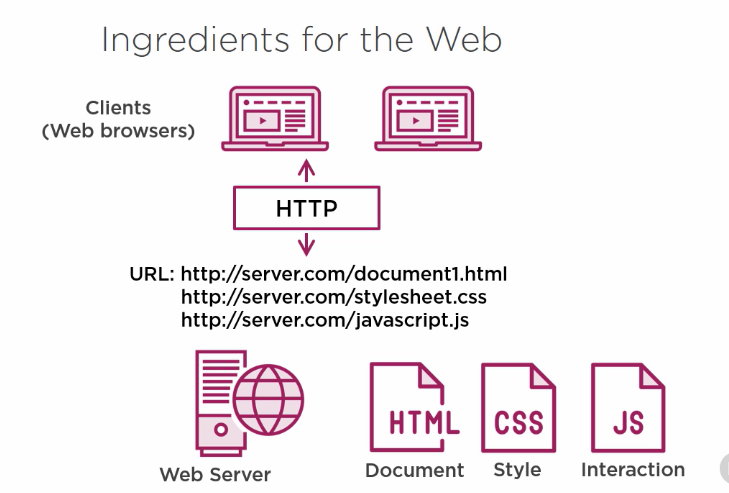 Ingredients for the Web
Clients
(Web browsers)
HTTP
URL: http://server.com/document1.html
http://server.com/stylesheet.css
http://server.com/javascript.js
HTML
CSS
JS
Web Server
Document
Style
Interaction